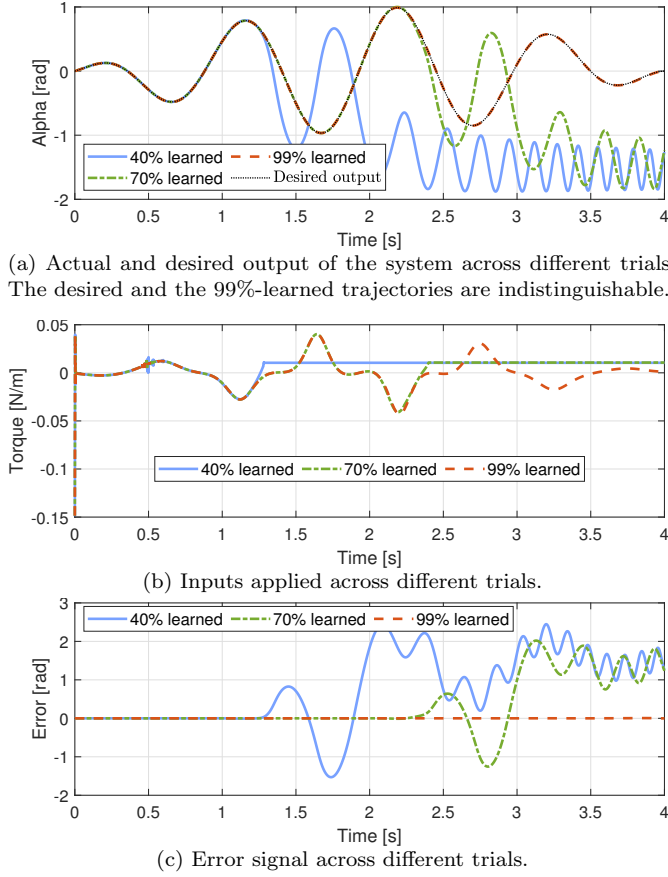 1
0
-1
-2
Alpha [rad]
40% learned
70% learned
99% learned
Desired output
0
0.5
1
1.5
2
2.5
3
3.5
4
Time [s]
(a) Actual and desired output of the system across different trials
The desired and the 99%-learned trajectories are indistinguishable.
0.05
0
-0.05
-0.1
-0.15
Torque [N/m]
40% learned
70% learned
99% learned
0
0.5
1
1.5
2
2.5
3
3.5
4
Time [s]
(b) Inputs applied across different trials.
3
2
1
0
-1
-2
Error [rad]
40% learned
70% learned
99% learned
0
0.5
1
1.5
2
2.5
3
3.5
4
Time [s]
(c) Error signal across different trials.